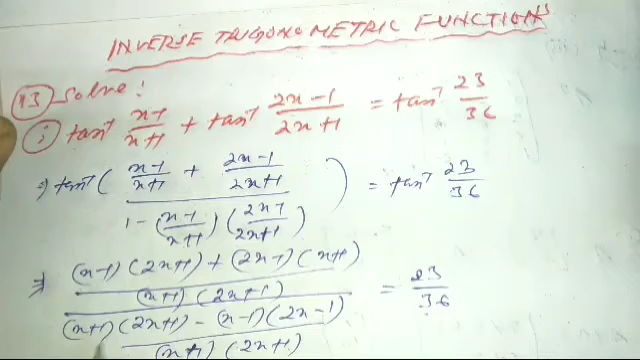 INVERSE TRIGONOMETRIC FUNCTIONS
13 Solve:
i) tan⁻¹ (x-1)/(x+1) + tan⁻¹ (2x-1)/(2x+1) = tan⁻¹ 23/36
⇒ tan⁻¹ ( ((x-1)/(x+1) + (2x-1)/(2x+1)) / (1 - ((x-1)/(x+1)) ((2x-1)/(2x+1))) ) = tan⁻¹ 23/36
⇒ (((x-1)(2x+1) + (2x-1)(x+1)) / ((x+1)(2x+1))) / (((x+1)(2x+1) - (x-1)(2x-1)) / ((x+1)(2x+1))) = 23/36